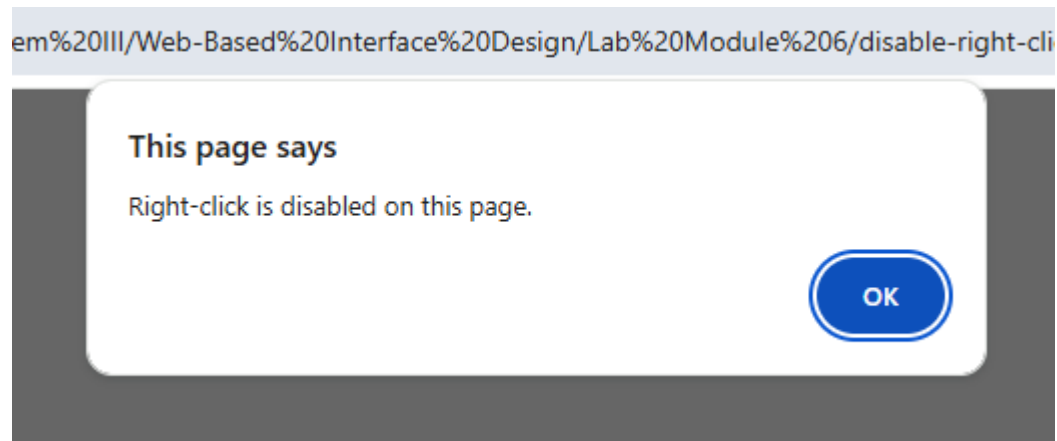 em%20III/Web-Based%20Interface%20Design/Lab%20Module%206/disable-right-cli
This page says
Right-click is disabled on this page.
OK